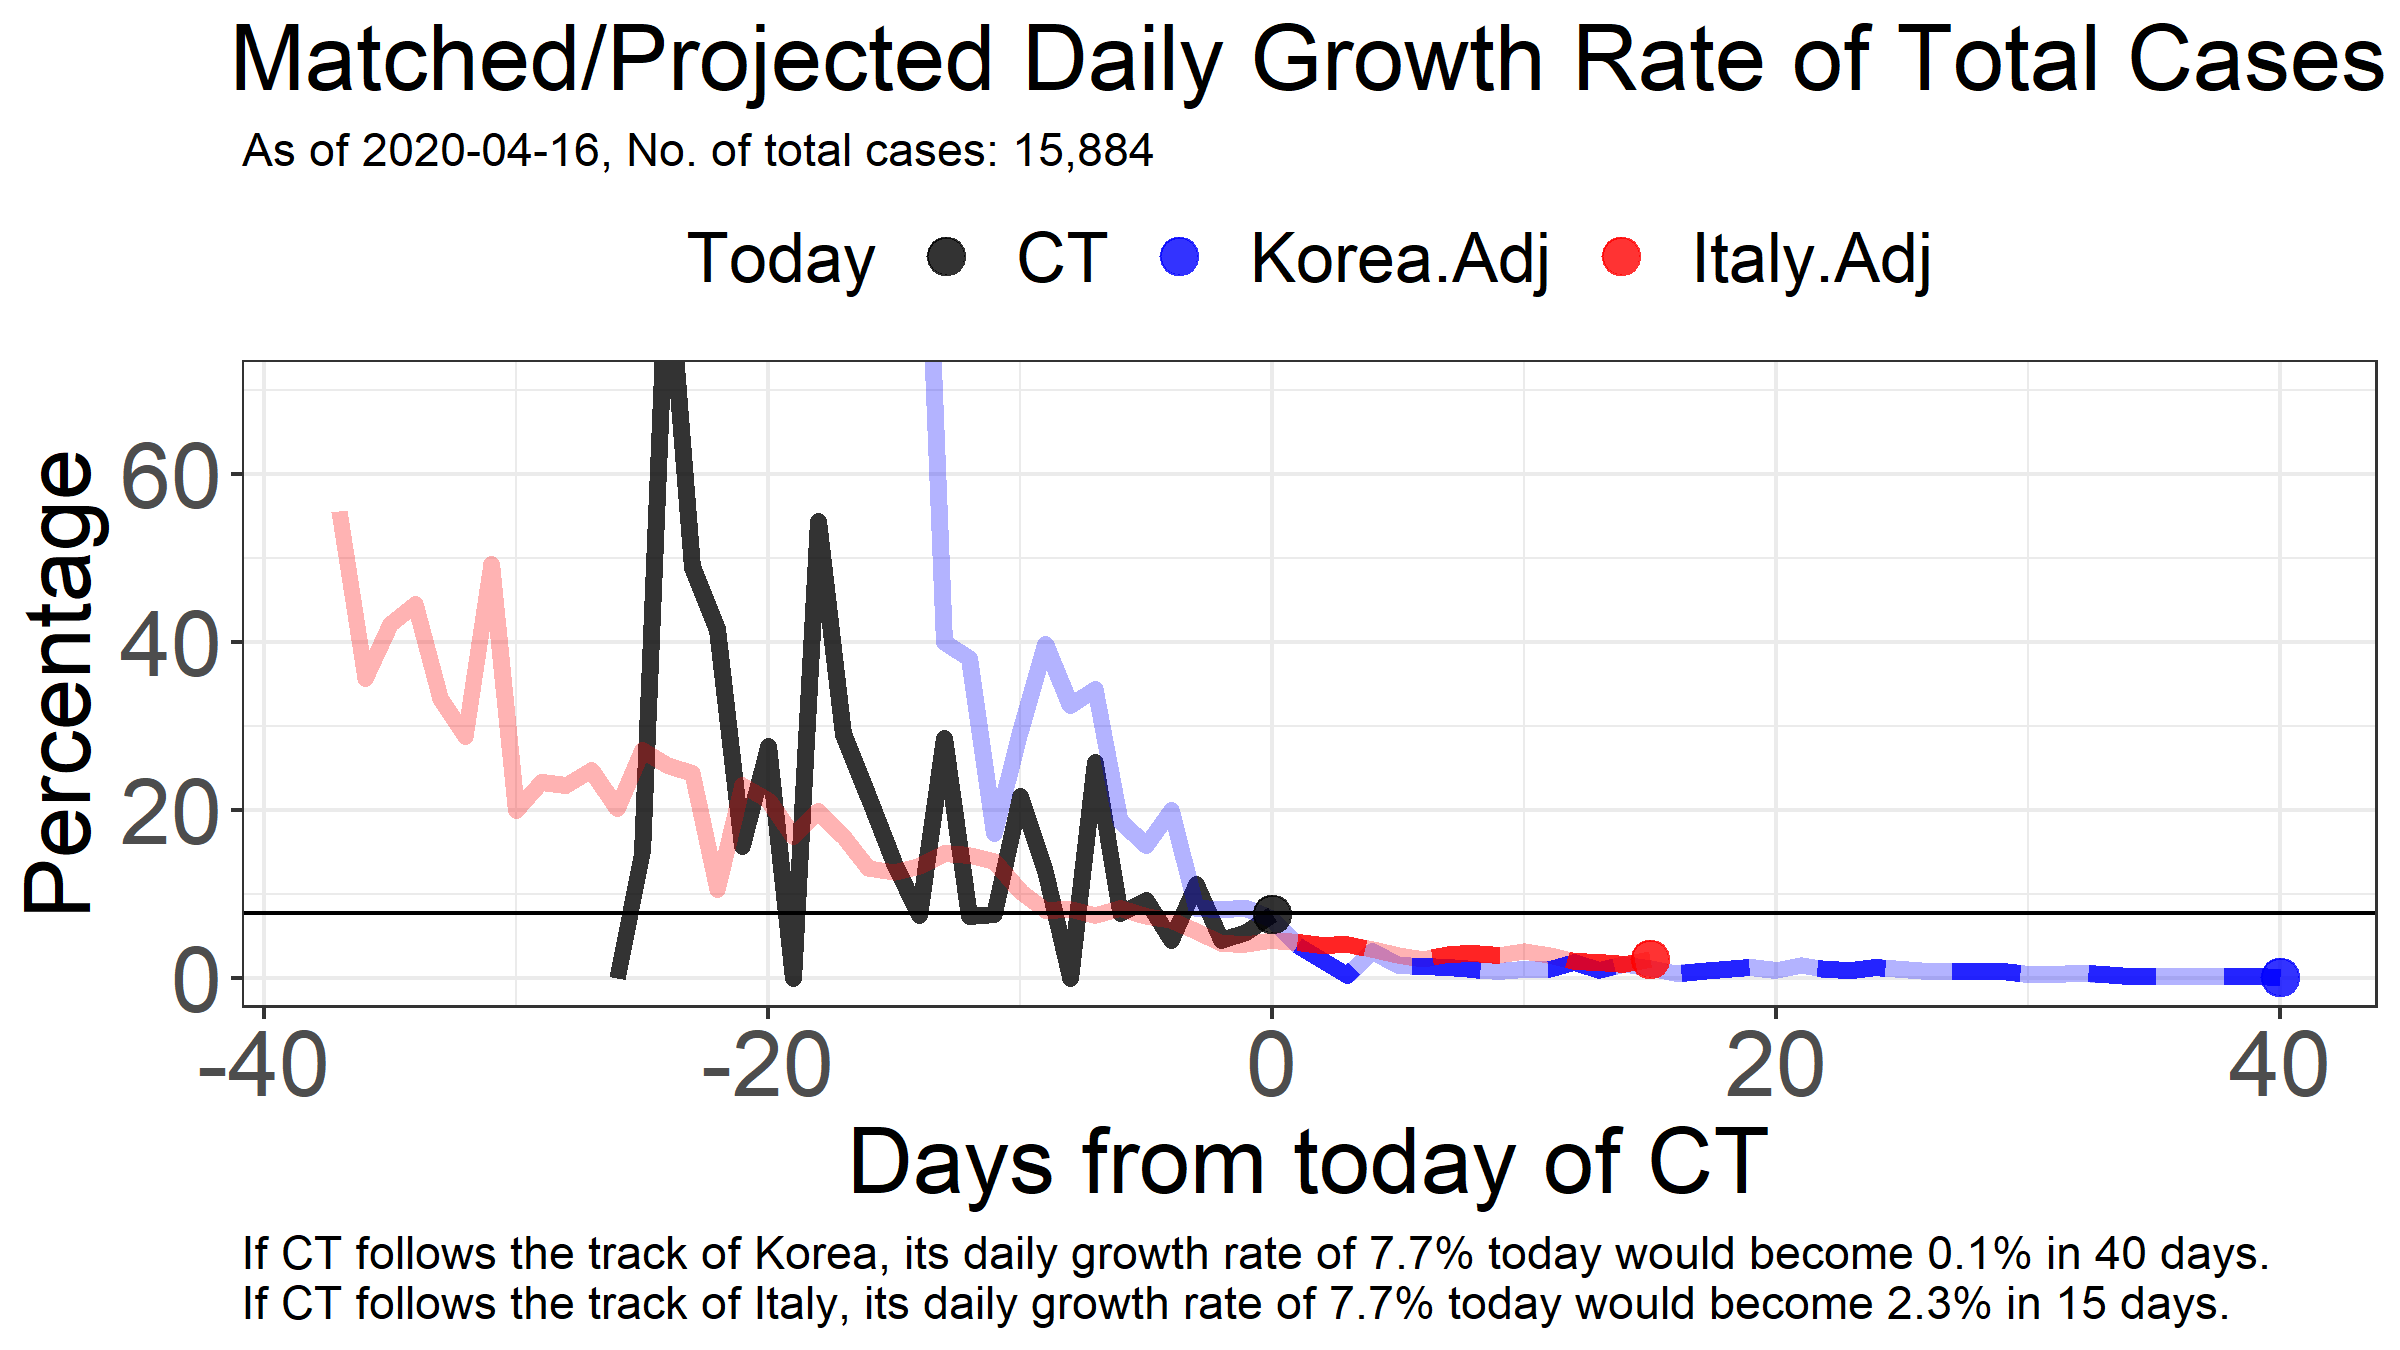 Matched/Projected Daily Growth Rate of Total Cases
As of 2020-04-16, No. of total cases: 15,884
Today CT Korea.Adj Italy.Adj
Percentage
60
40
20
0
-40 -20 0 20 40
Days from today of CT
If CT follows the track of Korea, its daily growth rate of 7.7% today would become 0.1% in 40 days.
If CT follows the track of Italy, its daily growth rate of 7.7% today would become 2.3% in 15 days.